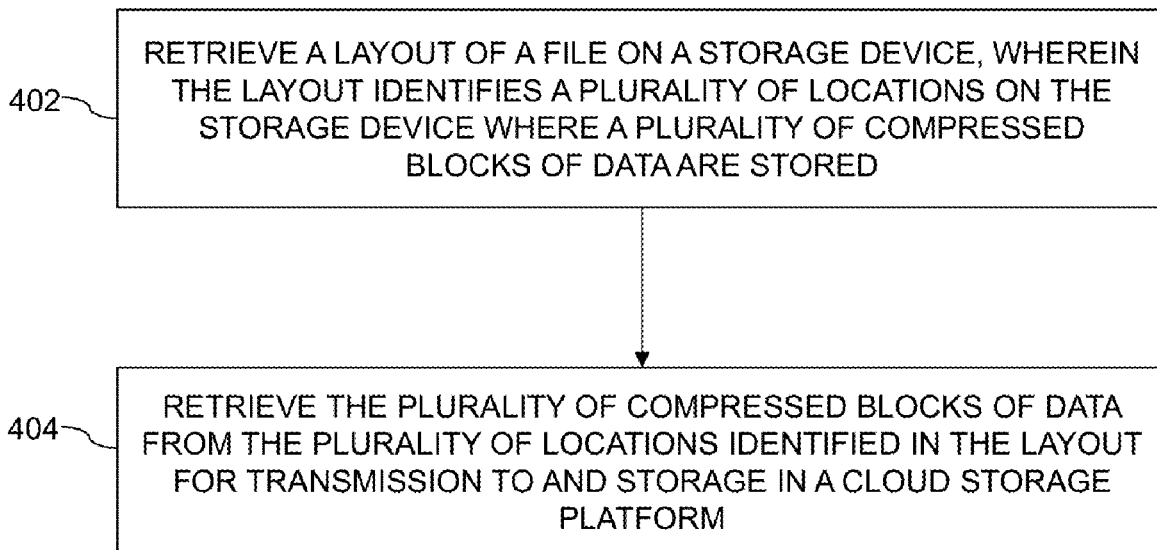 RETRIEVE A LAYOUT OF A FILE ON A STORAGE DEVICE, WHEREIN
THE LAYOUT IDENTIFIES A PLURALITY OF LOCATIONS ON THE
STORAGE DEVICE WHERE A PLURALITY OF COMPRESSED
BLOCKS OF DATA ARE STORED
402
RETRIEVE THE PLURALITY OF COMPRESSED BLOCKS OF DATA
FROM THE PLURALITY OF LOCATIONS IDENTIFIED IN THE LAYOUT
FOR TRANSMISSION TO AND STORAGE IN A CLOUD STORAGE
PLATFORM
404